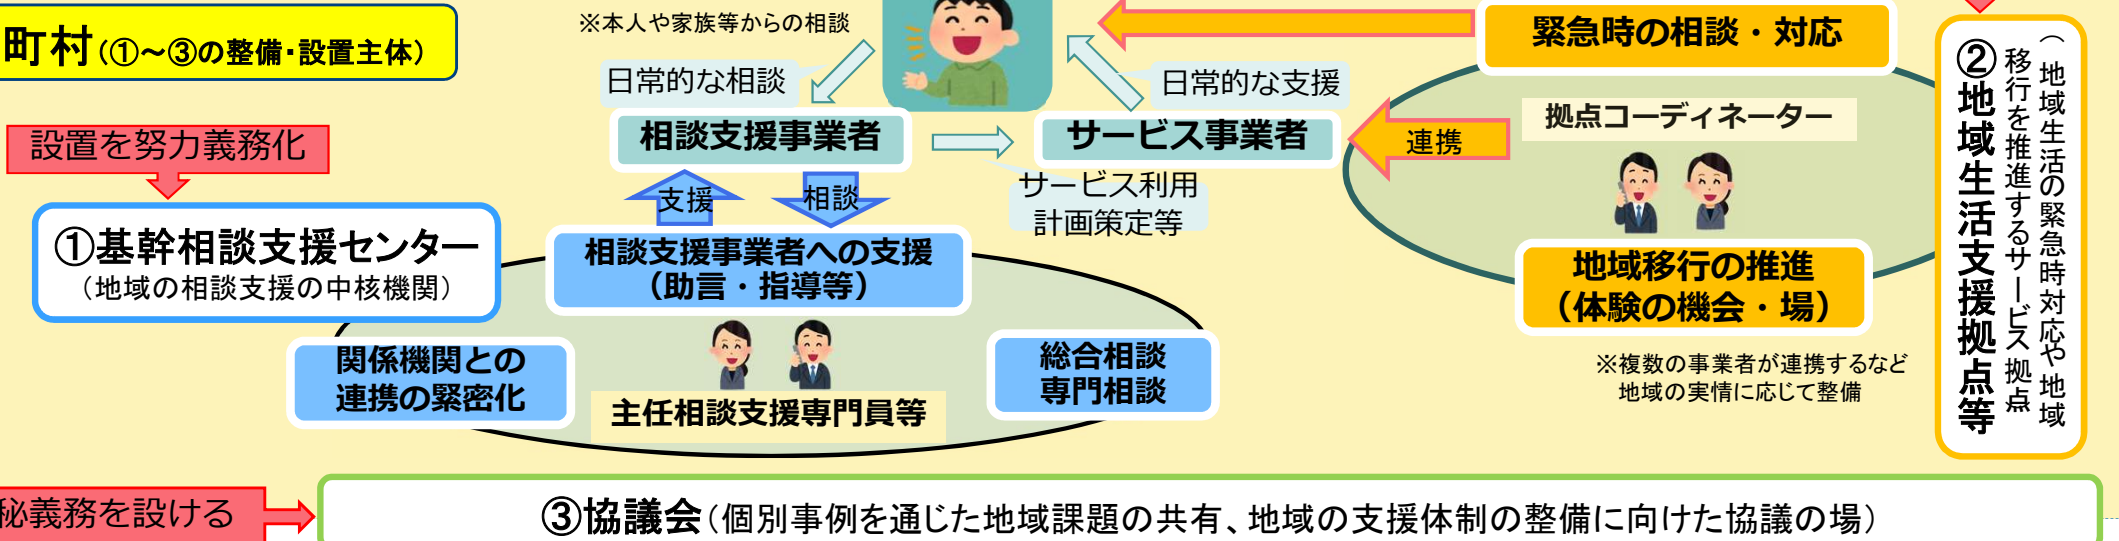 町村(①～③の整備・設置主体)
※本人や家族等からの相談
緊急時の相談・対応
日常的な相談
日常的な支援
相談支援事業者
サービス事業者
連携
拠点コーディネーター
設置を努力義務化
支援
相談
サービス利用
計画策定等
①基幹相談支援センター
（地域の相談支援の中核機関）
相談支援事業者への支援
（助言・指導等）
地域移行の推進
（体験の機会・場）
関係機関との
連携の緊密化
総合相談
専門相談
主任相談支援専門員等
※複数の事業者が連携するなど
地域の実情に応じて整備
②地域生活支援拠点等
（地域生活の緊急時対応や地域
移行を推進するサービス拠点
秘義務を設ける
③協議会（個別事例を通じた地域課題の共有、地域の支援体制の整備に向けた協議の場）